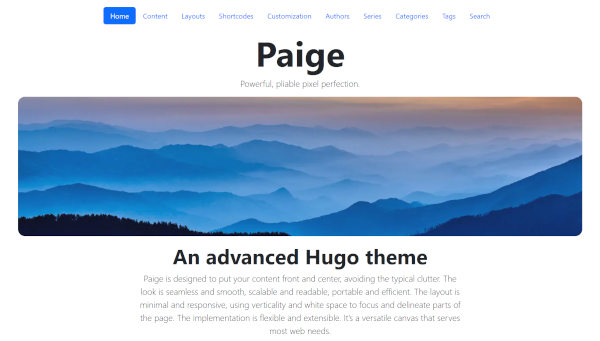 Home Content Layouts Shortcodes Customization Authors Series Categories Tags Search
Paige
Powerful, pliable pixel perfection.
An advanced Hugo theme
Paige is designed to put your content front and center, avoiding the typical clutter. The
look is seamless and smooth, scalable and readable, portable and efficient. The layout is
minimal and responsive, using verticality and white space to focus and delineate parts of
the page. The implementation is flexible and extensible. It's a versatile canvas that serves
most web needs.